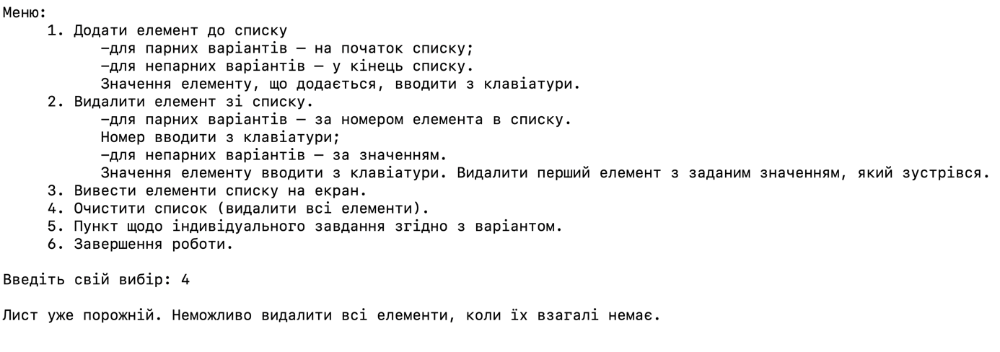 Меню:
1. Додати елемент до списку
–для парних варіантів – на початок списку;
–для непарних варіантів – у кінець списку.
Значення елементу, що додається, вводити з клавіатури.
2. Видалити елемент зі списку.
–для парних варіантів – за номером елемента в списку.
Номер вводити з клавіатури;
–для непарних варіантів – за значенням.
Значення елементу вводити з клавіатури. Видалити перший елемент з заданим значенням, який зустрівся.
3. Вивести елементи списку на екран.
4. Очистити список (видалити всі елементи).
5. Пункт щодо індивідуального завдання згідно з варіантом.
6. Завершення роботи.
Введіть свій вибір: 4
Лист уже порожній. Неможливо видалити всі елементи, коли їх взагалі немає.